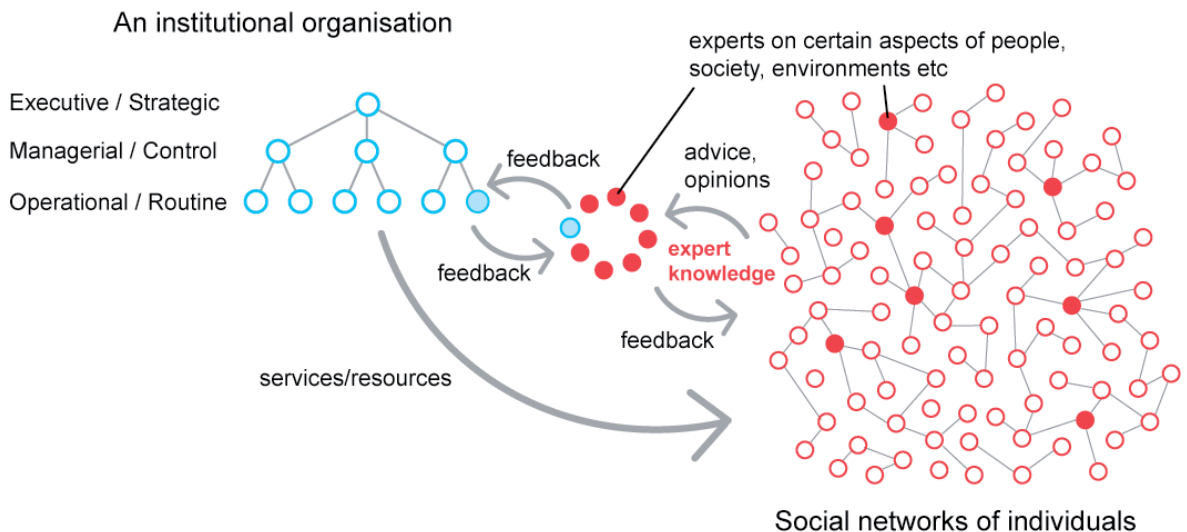 An institutional organisation
experts on certain aspects of people,
society, environments etc
Executive / Strategic
Managerial / Control
Operational / Routine
feedback
advice,
opinions
feedback
expert
knowledge
feedback
services/resources
Social networks of individuals